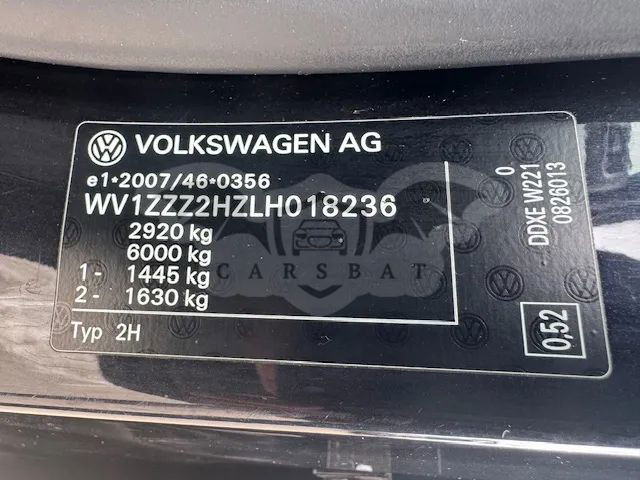 VOLKSWAGEN AG
e1*2007/46*0356
WV1ZZZ2HZLH018236
2920 kg
6000 kg
1- 1445 kg
2- 1630 kg
Typ 2H
0
DDXE W221
0826013
0,52
CARSBAT